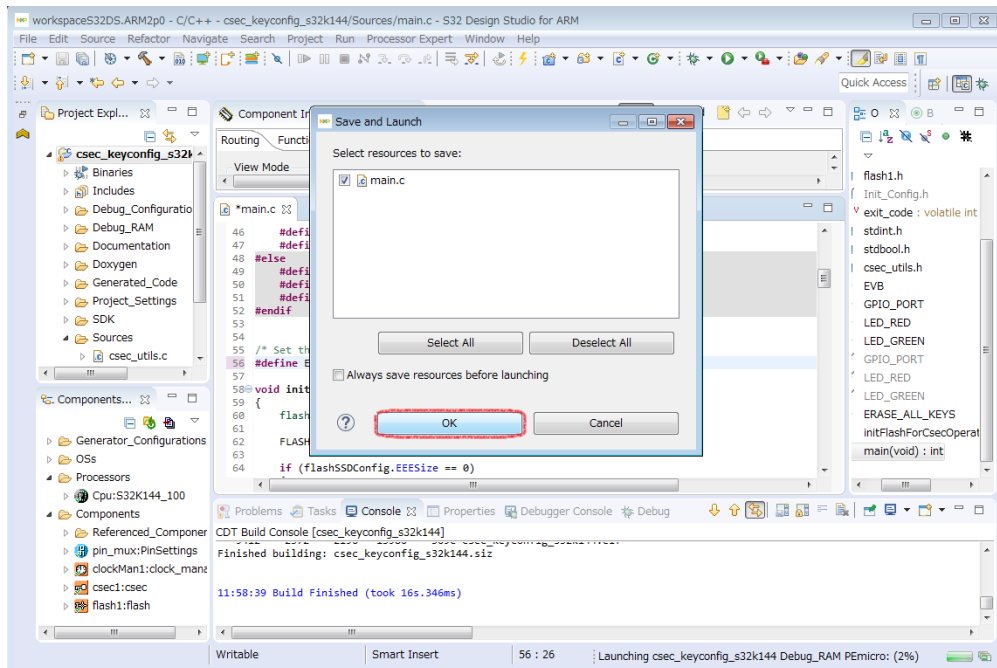 workspaceS32DS.ARM2p0 - C/C++ - csec_keyconfig_s32k144/Sources/main.c - S32 Design Studio for ARM
File Edit Source Refactor Navigate Search Project Run Processor Expert Window Help
Quick Access
Project Expl...
csec_keyconfig_s32k
Binaries
Includes
Debug_Configuratio
Debug_RAM
Documentation
Doxygen
Generated_Code
Project_Settings
SDK
Sources
csec_utils.c
Components...
Generator_Configurations
OSs
Processors
Cpu:S32K144_100
Components
Referenced_Componer
pin_mux:PinSettings
clockMan1:clock_mana
csec1:csec
flash1:flash
Component Ir
Routing Functi
View Mode
*main.c
46 #defi
47 #defi
48 #else
49 #defi
50 #defi
51 #defi
52 #endif
53
54
55 /* Set th
56 #define E
57
58 void init
59 {
60 flash
61
62 FLASH
63
64 if (flashSSDConfig.EEESize == 0)
Save and Launch
Select resources to save:
main.c
Select All Deselect All
Always save resources before launching
OK Cancel
O B
flash1.h
Init_Config.h
exit_code : volatile int
stdint.h
stdbool.h
csec_utils.h
EVB
GPIO_PORT
LED_RED
LED_GREEN
GPIO_PORT
LED_RED
LED_GREEN
ERASE_ALL_KEYS
initFlashForCsecOperat
main(void) : int
Problems Tasks Console Properties Debugger Console Debug
CDT Build Console [csec_keyconfig_s32k144]
Finished building: csec_keyconfig_s32k144.siz
11:58:39 Build Finished (took 16s.346ms)
Writable Smart Insert 56 : 26 Launching csec_keyconfig_s32k144 Debug_RAM PEmicro: (2%)